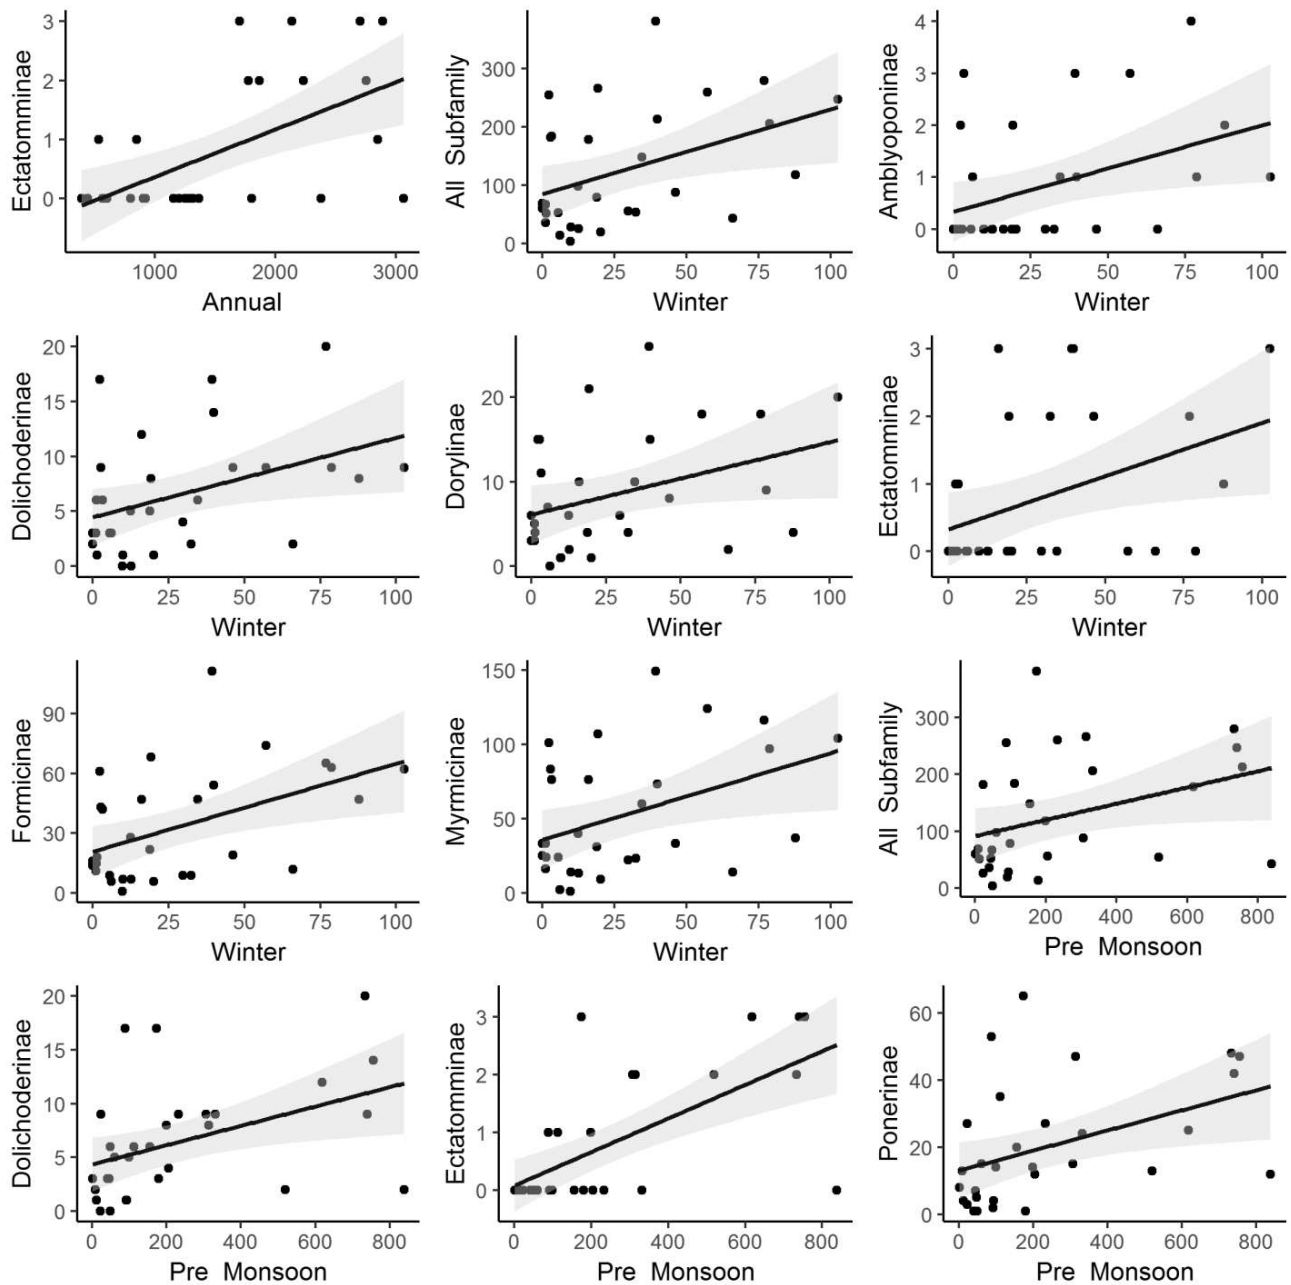 3
2
1
0
Ectatomminae
1000 2000 3000
Annual
300
200
100
0
All Subfamily
0 25 50 75 100
Winter
4
3
2
1
0
Amblyoponinae
0 25 50 75 100
Winter
20
15
10
5
0
Dolichoderinae
0 25 50 75 100
Winter
20
10
0
Dorylinae
0 25 50 75 100
Winter
3
2
1
0
Ectatomminae
0 25 50 75 100
Winter
90
60
30
0
Formicinae
0 25 50 75 100
Winter
150
100
50
0
Myrmicinae
0 25 50 75 100
Winter
300
200
100
0
All Subfamily
0 200 400 600 800
Pre Monsoon
20
15
10
5
0
Dolichoderinae
0 200 400 600 800
Pre Monsoon
3
2
1
0
Ectatomminae
0 200 400 600 800
Pre Monsoon
60
40
20
0
Ponerinae
0 200 400 600 800
Pre Monsoon